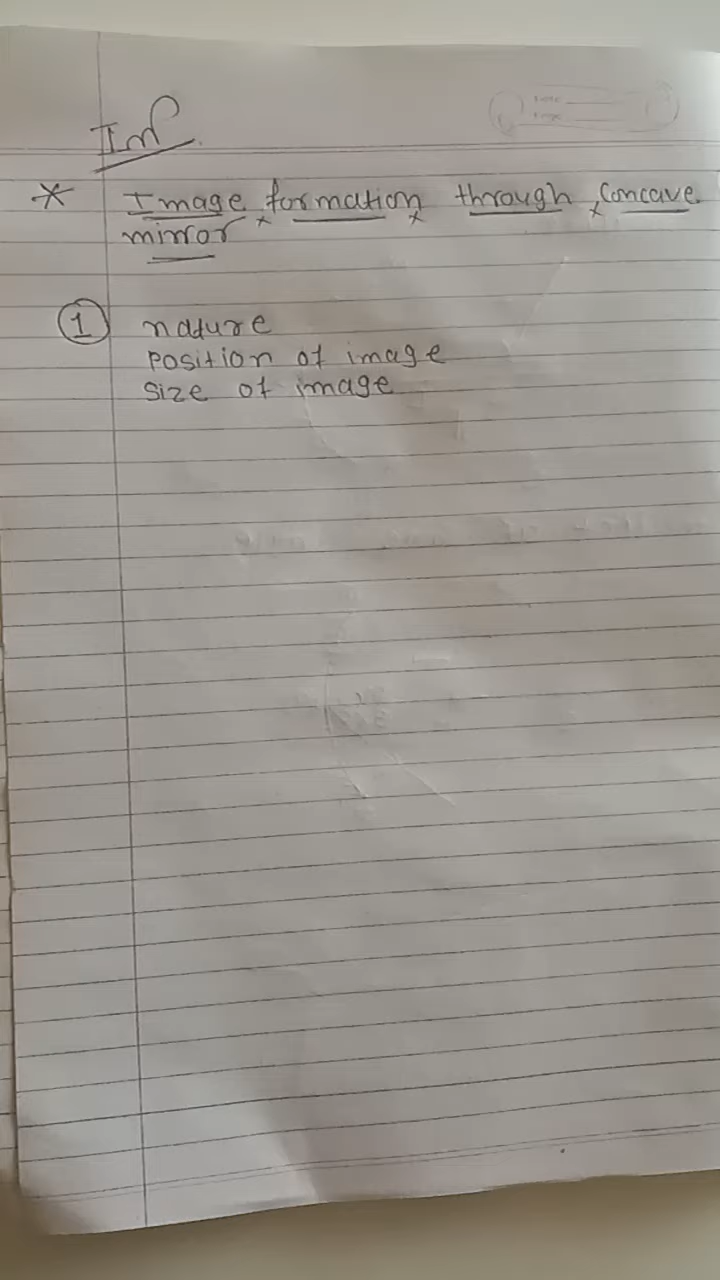 Imp.
* Image formation through concave
mirror
① nature
position of image
size of image